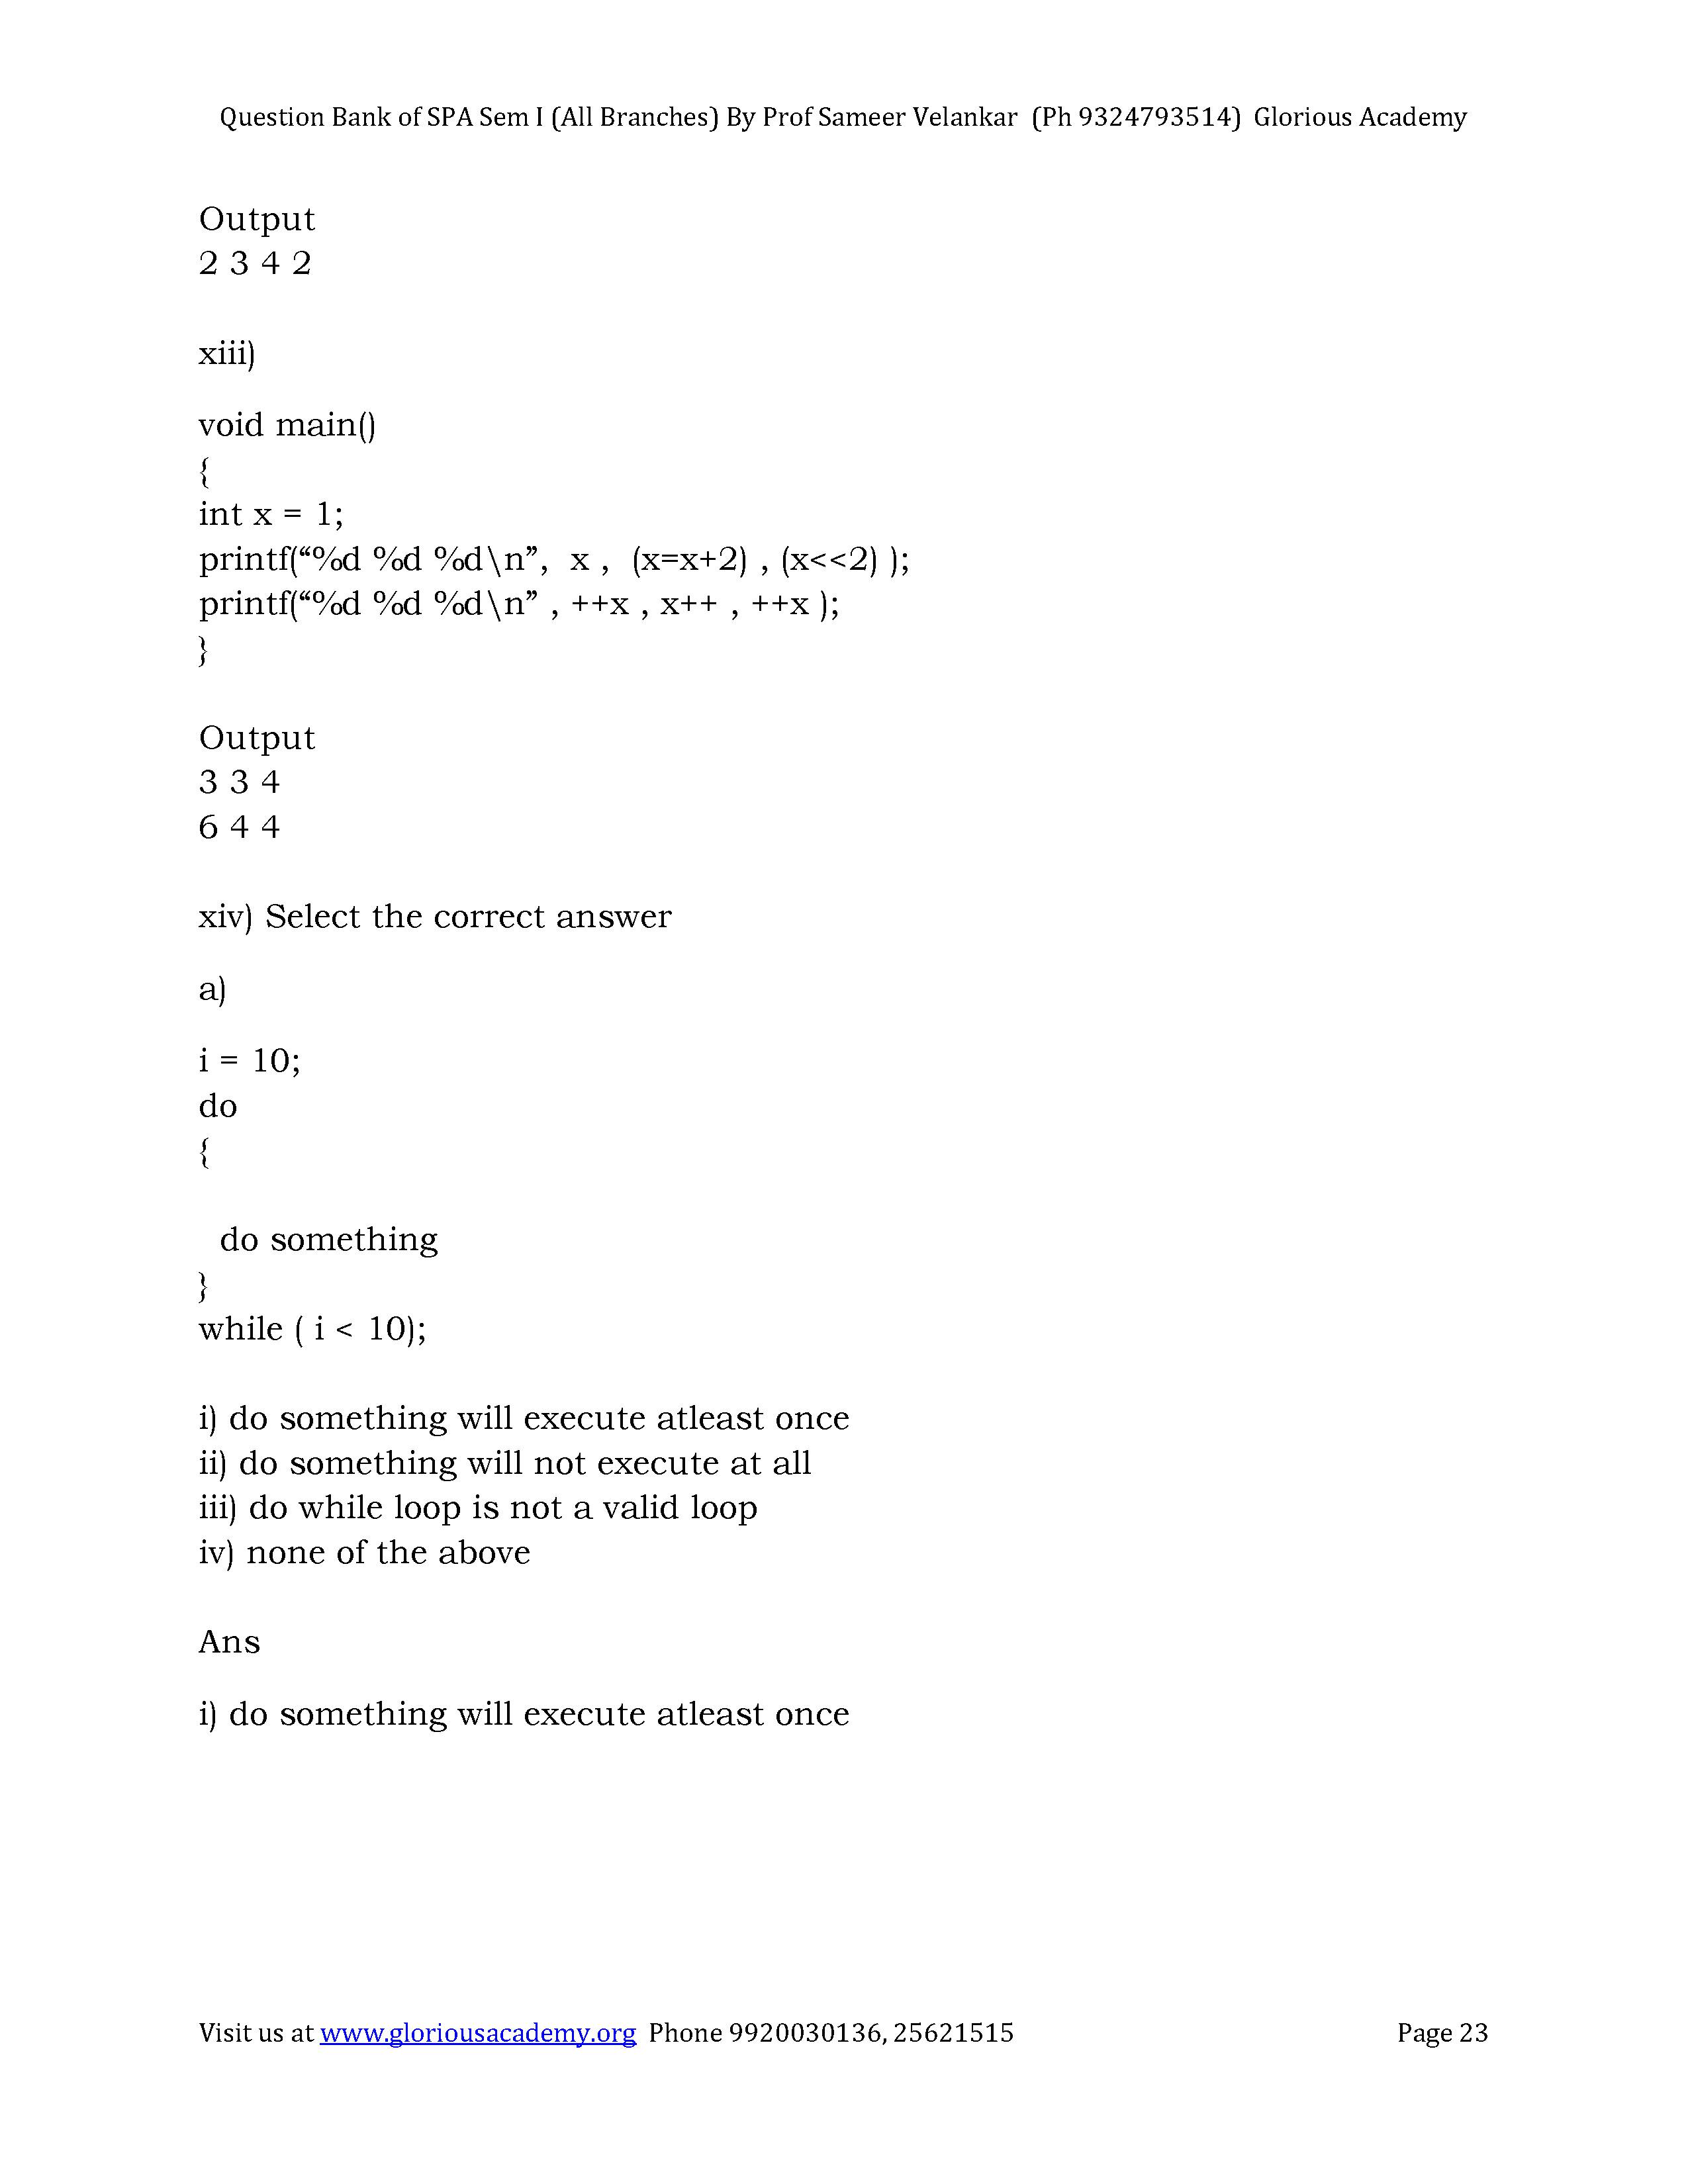 Question Bank of SPA Sem I (All Branches) By Prof Sameer Velankar (Ph 9324793514) Glorious Academy
Output
2 3 4 2
xiii)
void main()
{
int x = 1;
printf(“%d %d %d\n”, x , (x=x+2) , (x<<2) );
printf(“%d %d %d\n” , ++x , x++ , ++x );
}
Output
3 3 4
6 4 4
xiv) Select the correct answer
a)
i = 10;
do
{
do something
}
while ( i < 10);
i) do something will execute atleast once
ii) do something will not execute at all
iii) do while loop is not a valid loop
iv) none of the above
Ans
i) do something will execute atleast once
Visit us at www.gloriousacademy.org Phone 9920030136, 25621515 Page 23